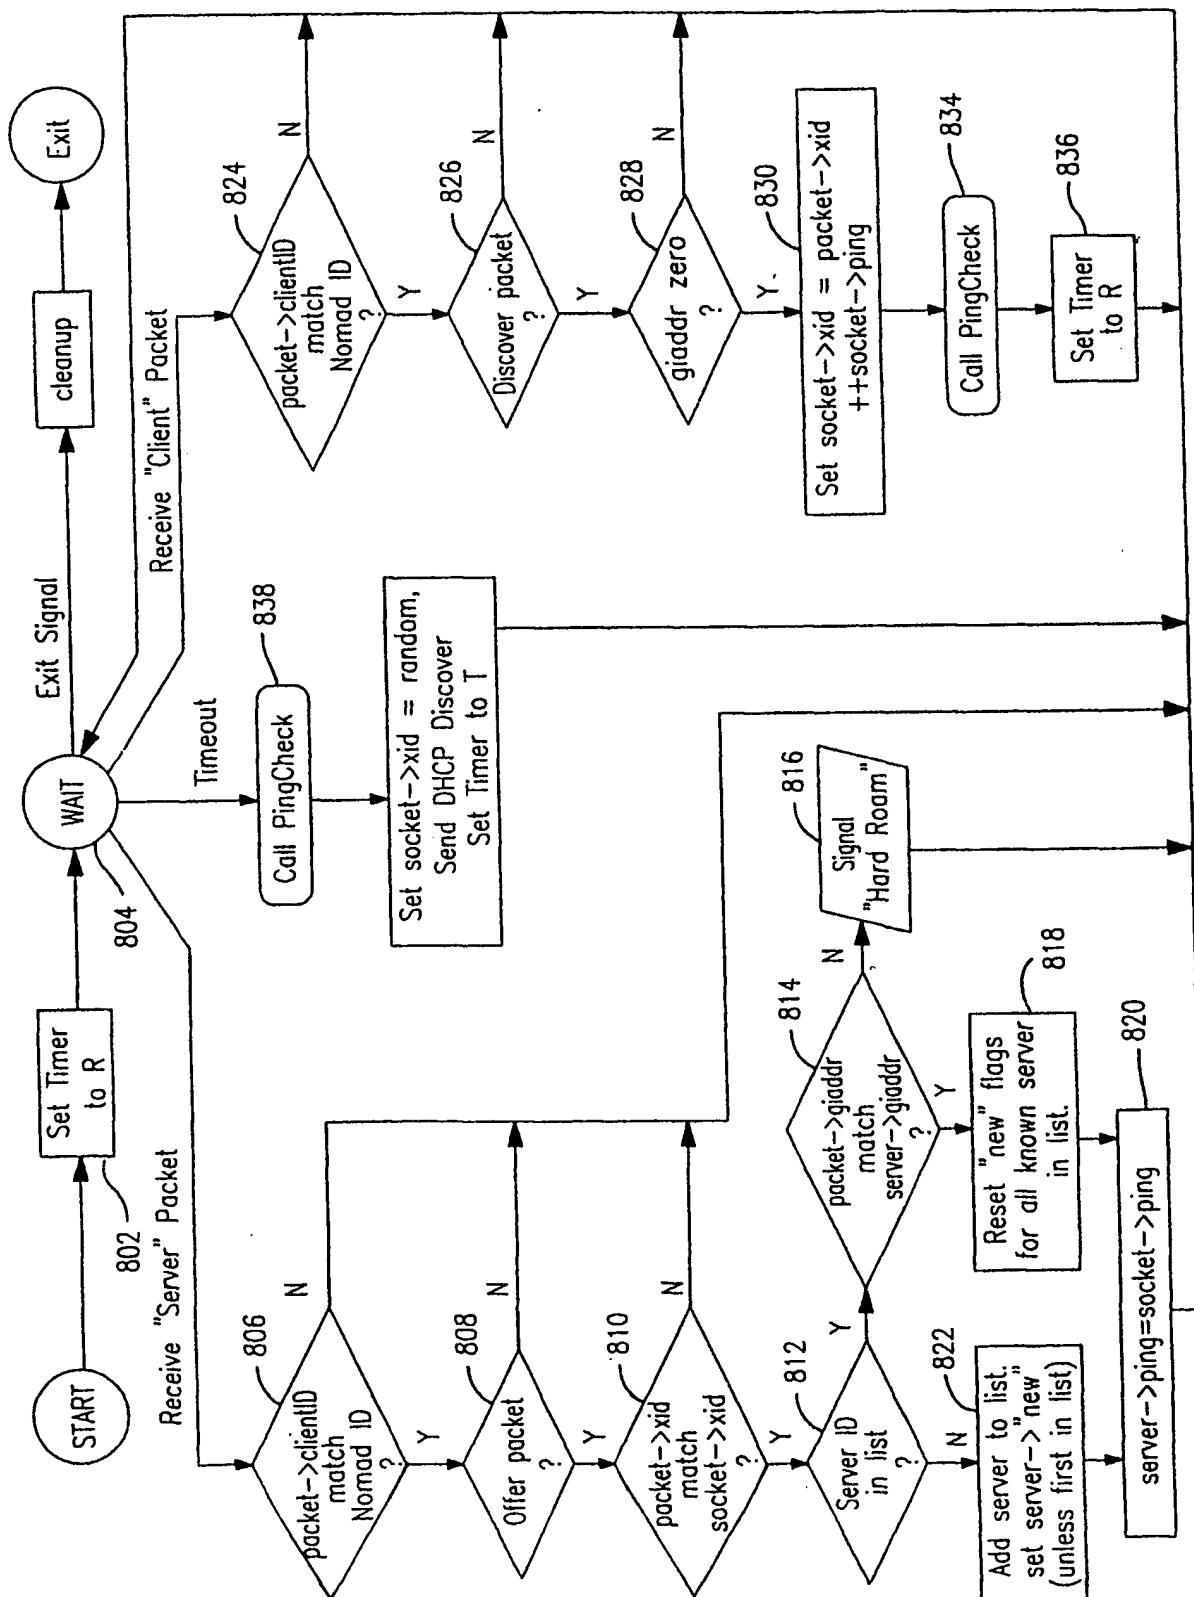 START
Set Timer
to R
802
WAIT
804
Exit Signal
cleanup
Exit
Receive "Server" Packet
Timeout
Receive "Client" Packet
packet->clientID
match
Nomad ID
?
806
N
Y
Offer packet
?
808
N
Y
packet->xid
match
socket->xid
?
810
N
Y
Server ID
in list
?
812
Y
N
Add server to list.
set server->"new"
(unless first in list)
822
packet->giaddr
match
server->giaddr
?
814
N
Y
Signal
"Hard Roam"
816
Reset "new" flags
for all known server
in list.
818
server->ping=socket->ping
820
Call PingCheck
838
Set socket->xid = random,
Send DHCP Discover
Set Timer to T
packet->clientID
match
Nomad ID
?
824
N
Y
Discover packet
?
826
N
Y
giaddr zero
?
828
N
Y
Set socket->xid = packet->xid
++socket->ping
830
Call PingCheck
834
Set Timer
to R
836